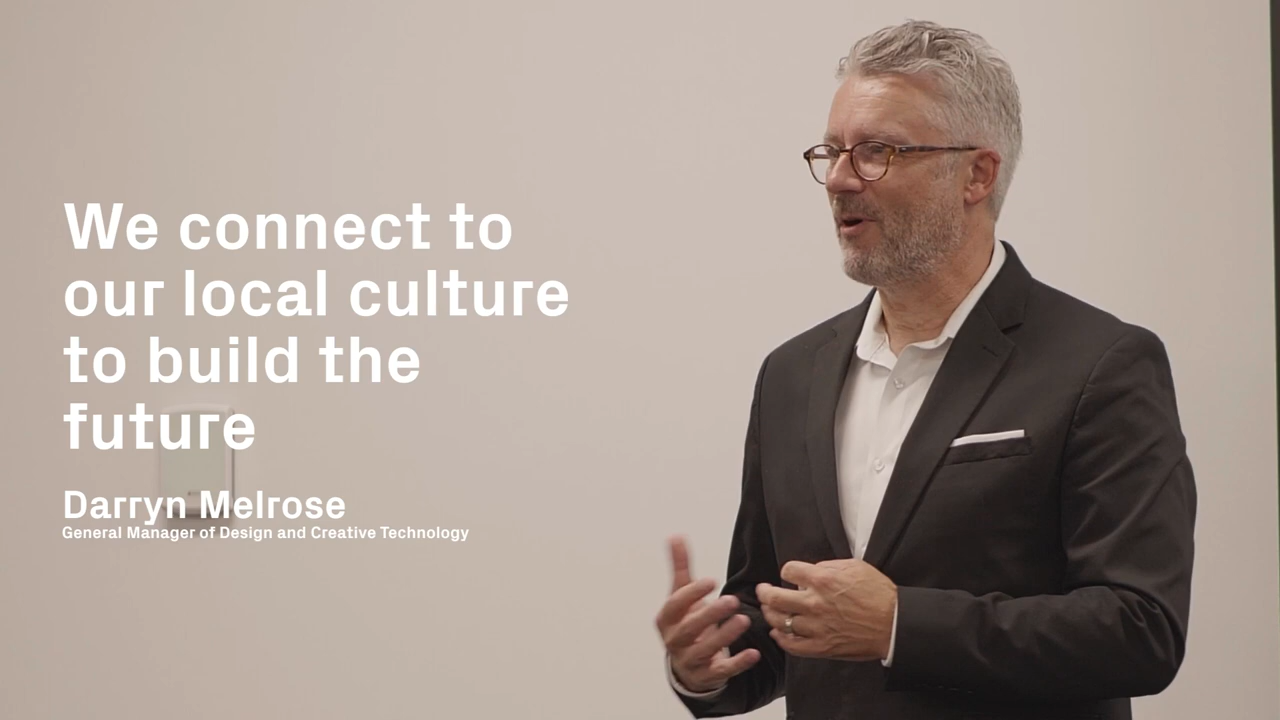 We connect to
our local culture
to build the
future
Darryn Melrose
General Manager of Design and Creative Technology